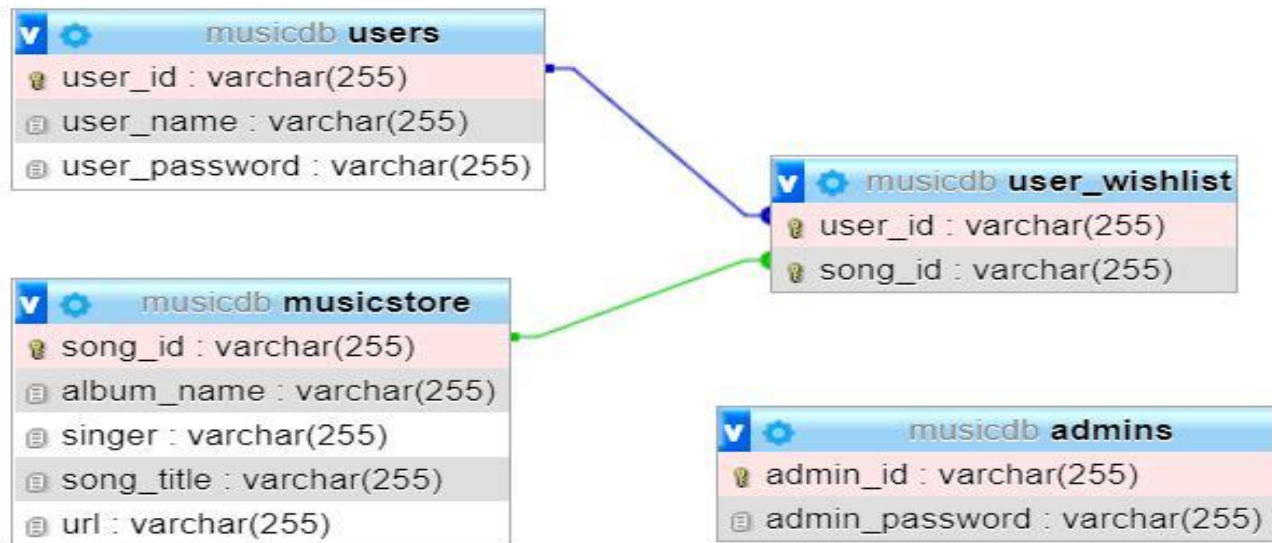 v musicdb users
user_id : varchar(255)
user_name : varchar(255)
user_password : varchar(255)
v musicdb user_wishlist
user_id : varchar(255)
song_id : varchar(255)
v musicdb musicstore
song_id : varchar(255)
album_name : varchar(255)
singer : varchar(255)
song_title : varchar(255)
url : varchar(255)
v musicdb admins
admin_id : varchar(255)
admin_password : varchar(255)